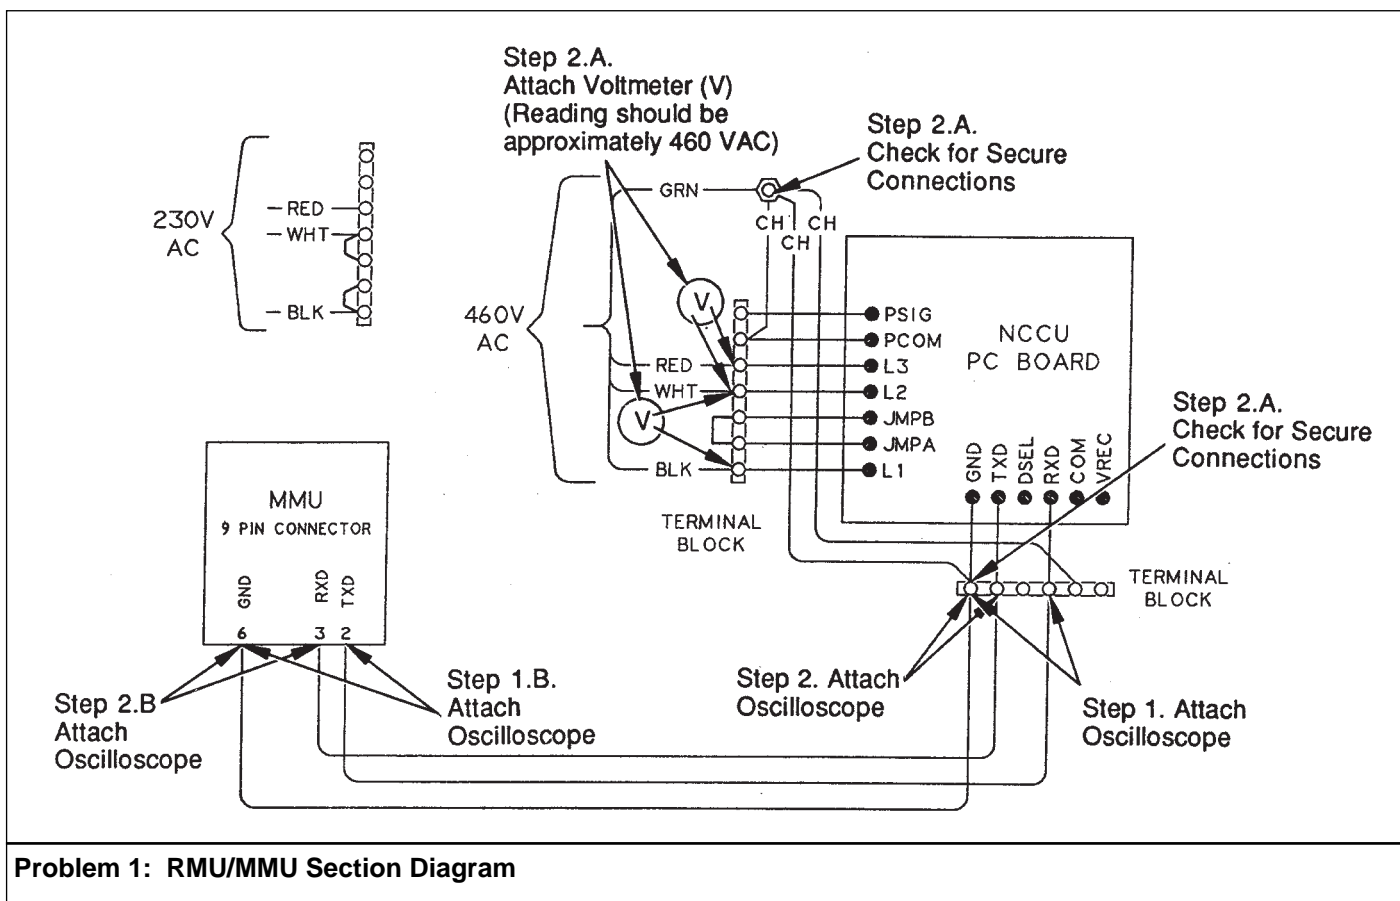 Step 2.A.
Attach Voltmeter (V)
(Reading should be
approximately 460 VAC)
Step 2.A.
Check for Secure
Connections
230V
AC
RED
WHT
BLK
460V
AC
GRN
CH
CH
CH
V
V
RED
WHT
BLK
TERMINAL
BLOCK
PSIG
PCOM
L3
L2
JMPB
JMPA
L1
NCCU
PC BOARD
GND
TXD
DSEL
RXD
COM
VREC
Step 2.A.
Check for Secure
Connections
TERMINAL
BLOCK
MMU
9 PIN CONNECTOR
GND
RXD
TXD
6
3
2
Step 2.B
Attach
Oscilloscope
Step 1.B.
Attach
Oscilloscope
Step 2. Attach
Oscilloscope
Step 1. Attach
Oscilloscope
Problem 1: RMU/MMU Section Diagram